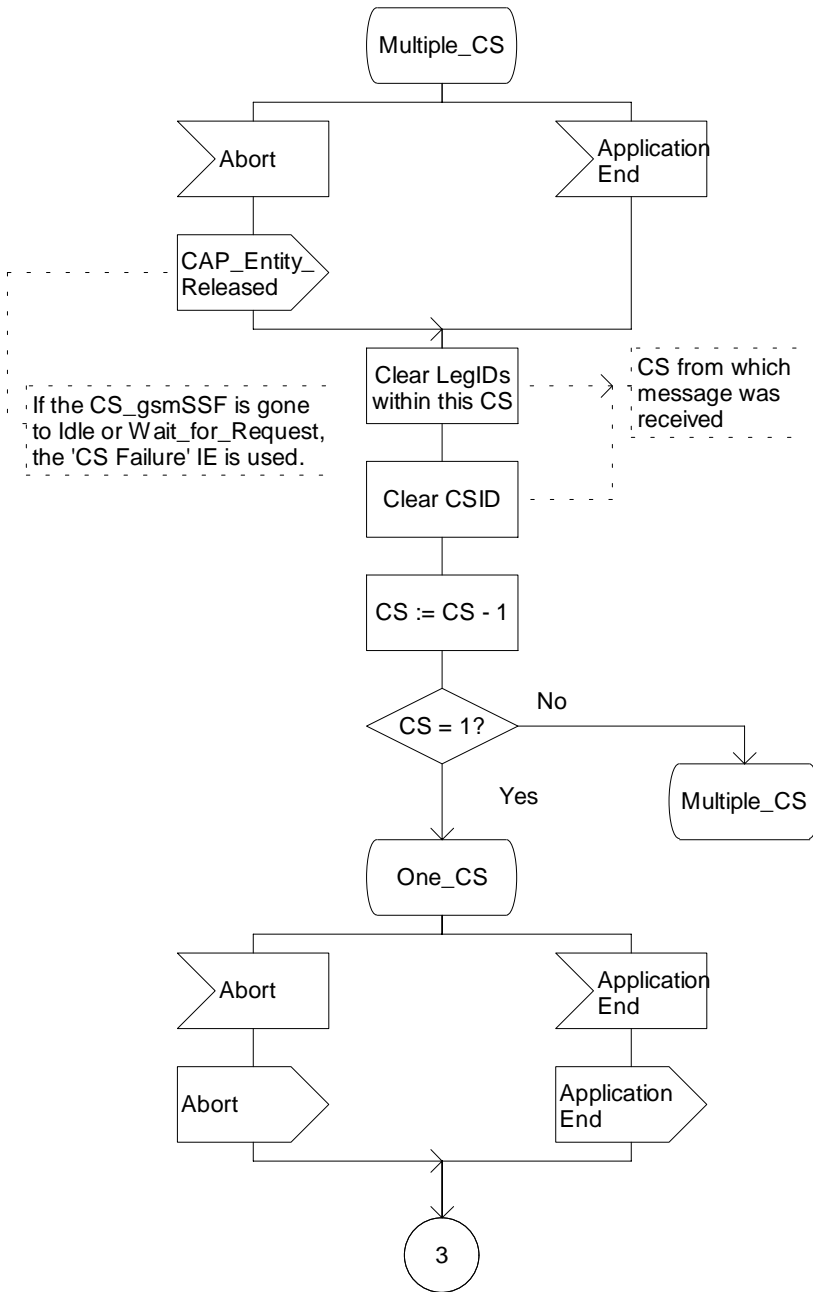 Multiple_CS
Abort
Application
End
CAP_Entity_
Released
Clear LegIDs
within this CS
CS from which
message was
received
If the CS_gsmSSF is gone
to Idle or Wait_for_Request,
the 'CS Failure' IE is used.
Clear CSID
CS := CS - 1
CS = 1?
No
Yes
Multiple_CS
One_CS
Abort
Application
End
Abort
Application
End
3